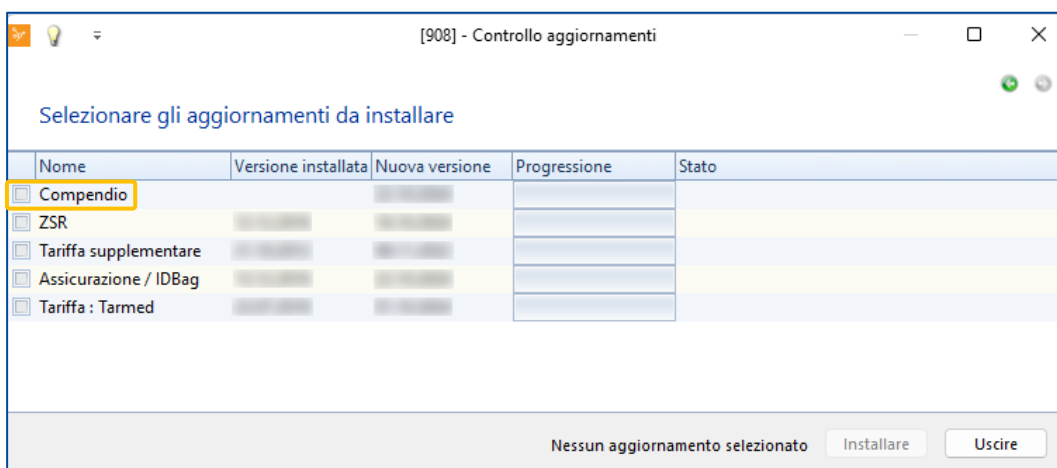 [908] - Controllo aggiornamenti
Selezionare gli aggiornamenti da installare
Nome Versione installata Nuova versione Progressione Stato
Compendio
ZSR
Tariffa supplementare
Assicurazione / IDBag
Tariffa : Tarmed
Nessun aggiornamento selezionato Installare Uscire